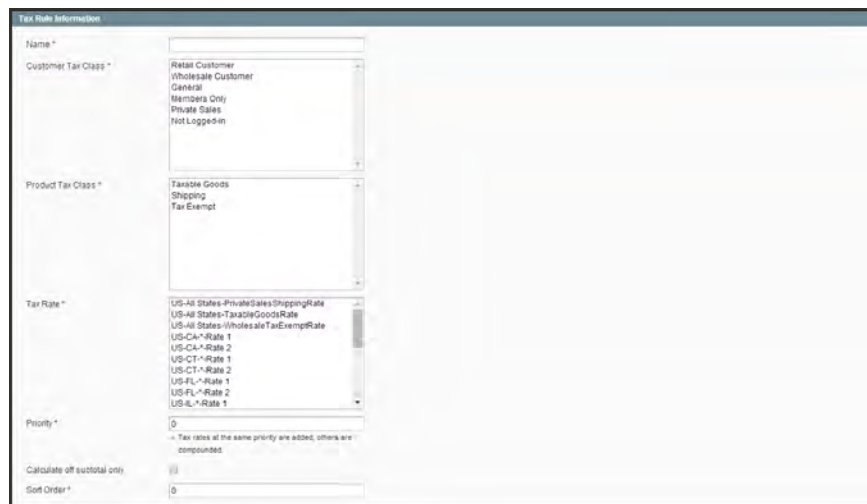 Tax Rule Information
Name *
Customer Tax Class *
Retail Customer
Wholesale Customer
General
Members Only
Private Sales
Not Logged-in
Product Tax Class *
Taxable Goods
Shipping
Tax Exempt
Tax Rate *
US-All States-PrivateSalesShippingRate
US-All States-TaxableGoodsRate
US-All States-WholesaleTaxExemptRate
US-CA-*-Rate 1
US-CA-*-Rate 2
US-CT-*-Rate 1
US-CT-*-Rate 2
US-FL-*-Rate 1
US-FL-*-Rate 2
US-IL-*-Rate 1
Priority *
0
Tax rates at the same priority are added, others are
compounded.
Calculate off subtotal only
Sort Order *
0